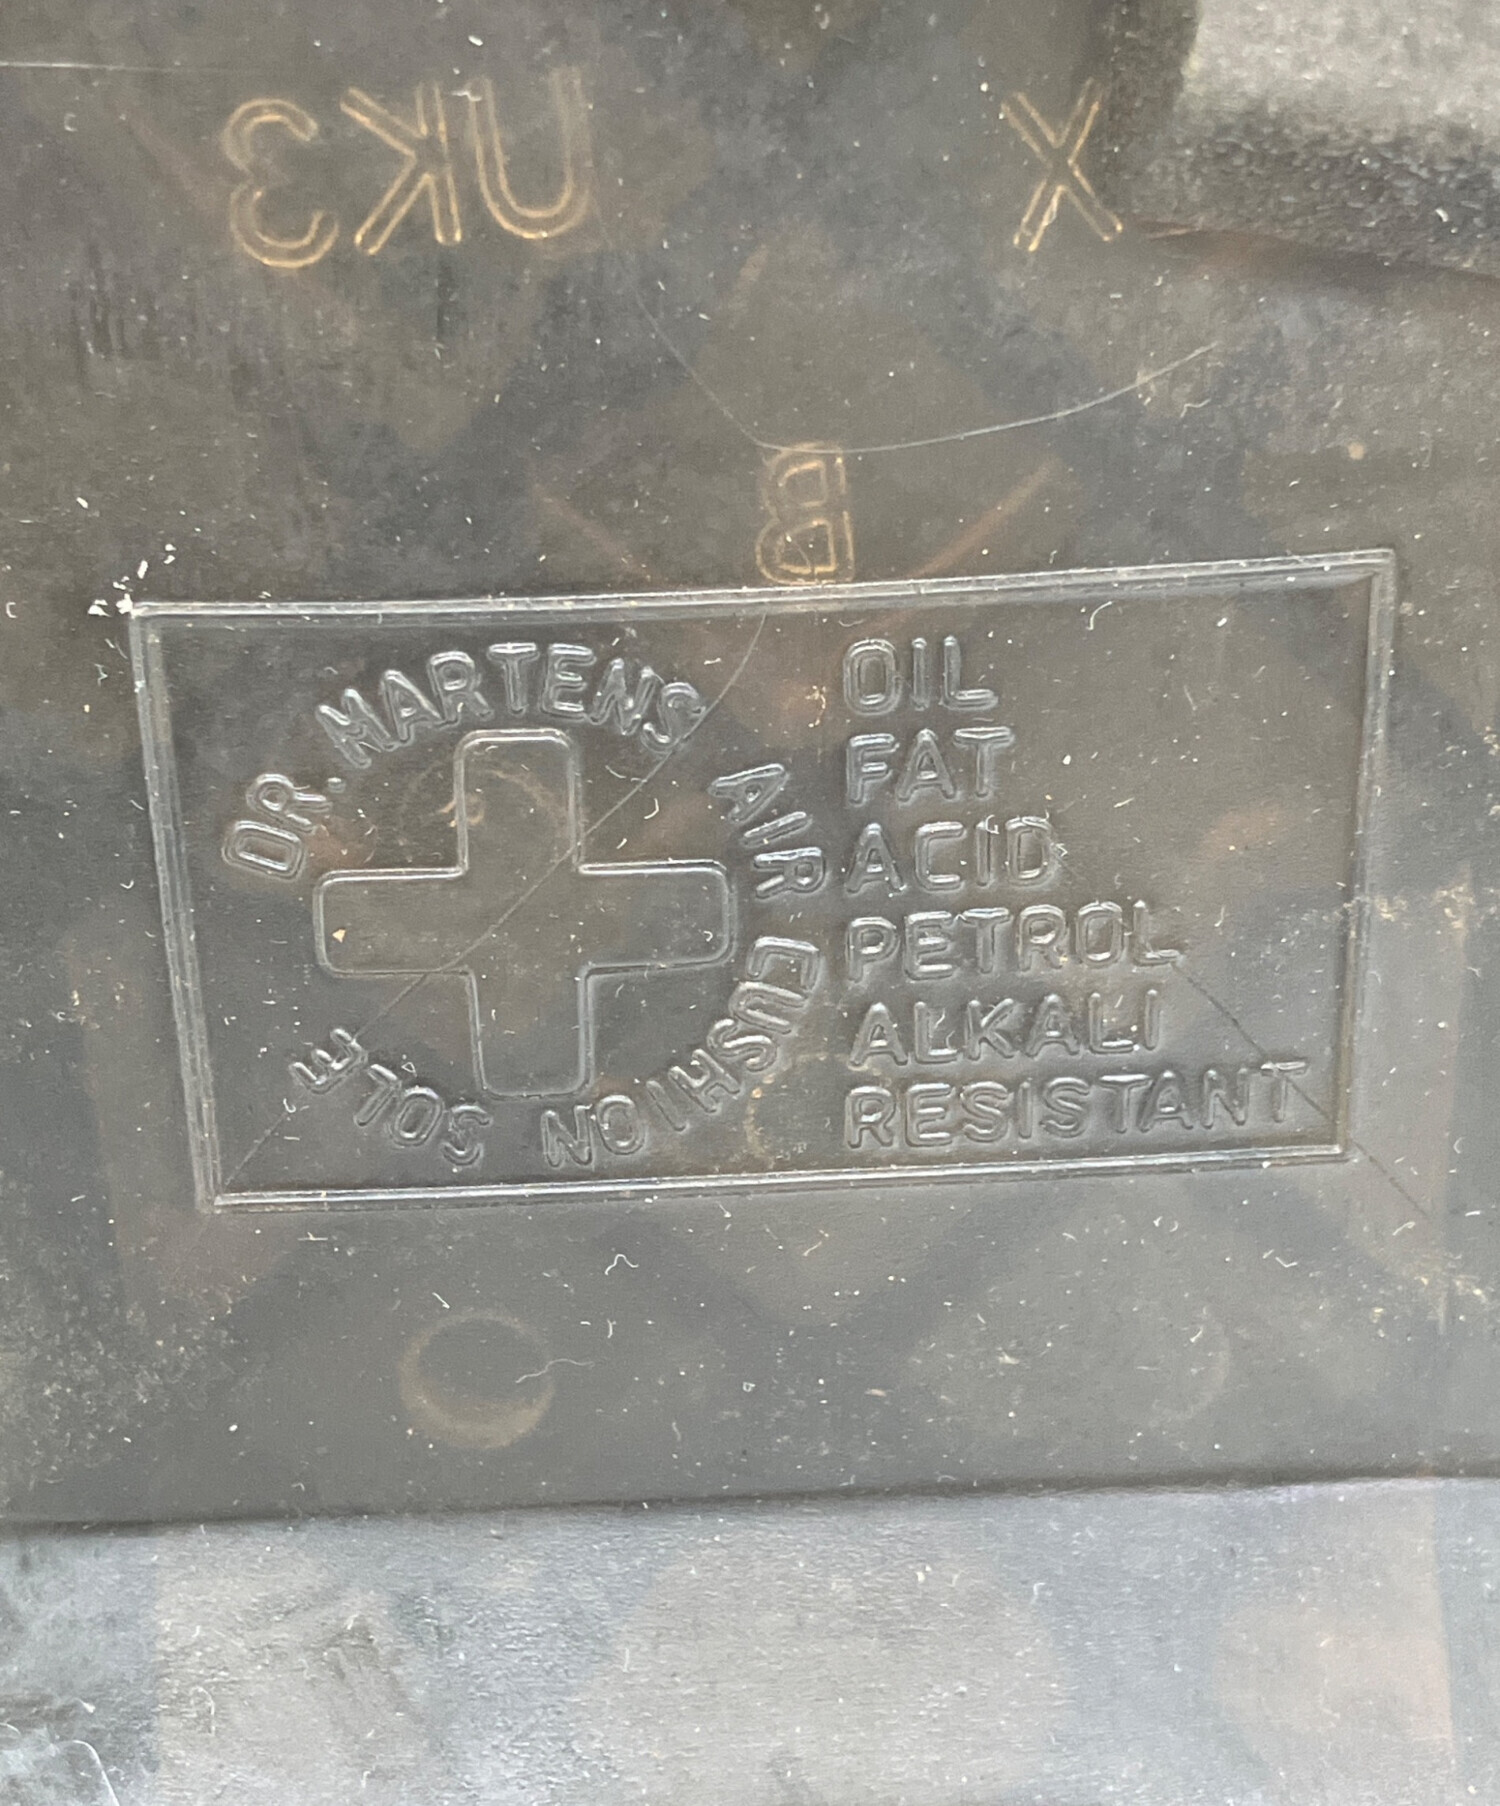 UK3
X
B
DR. MARTENS AIR CUSHION SOLE
OIL
FAT
ACID
PETROL
ALKALI
RESISTANT